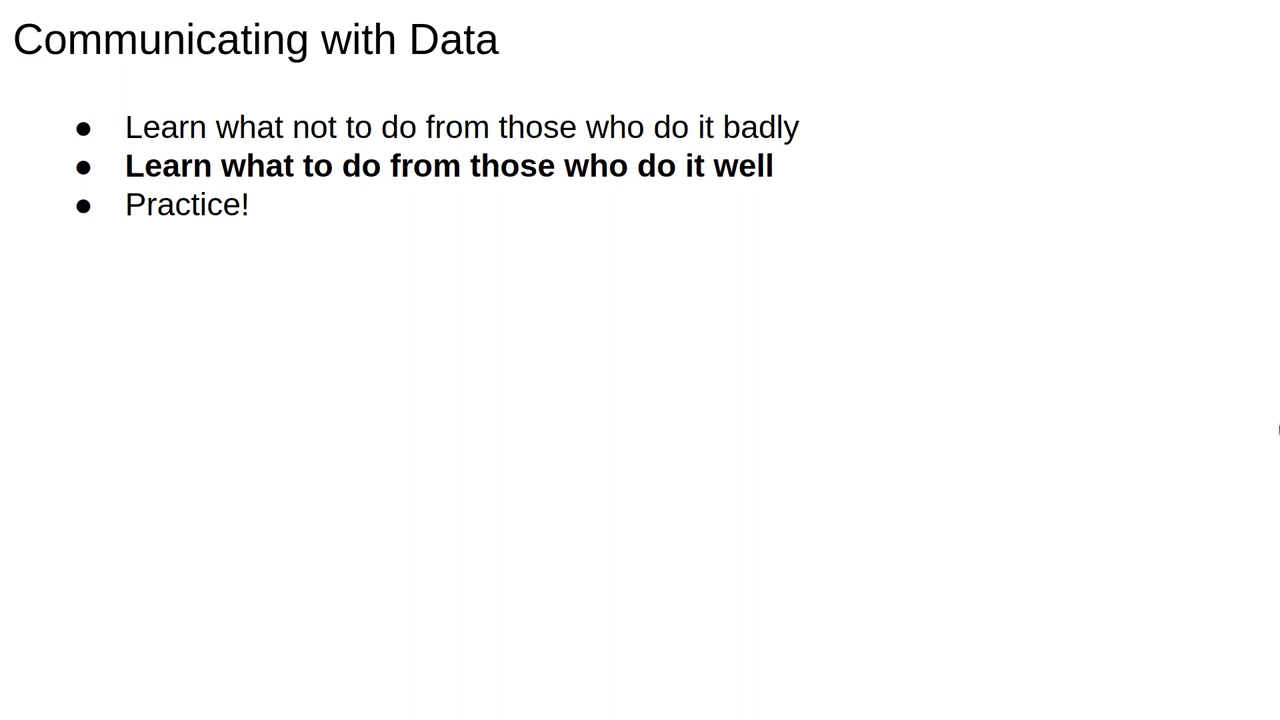 Communicating with Data
● Learn what not to do from those who do it badly
● Learn what to do from those who do it well
● Practice!